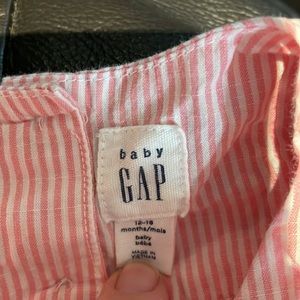 baby
GAP
12-18
months/mois
baby
bébé
MADE IN
VIETNAM